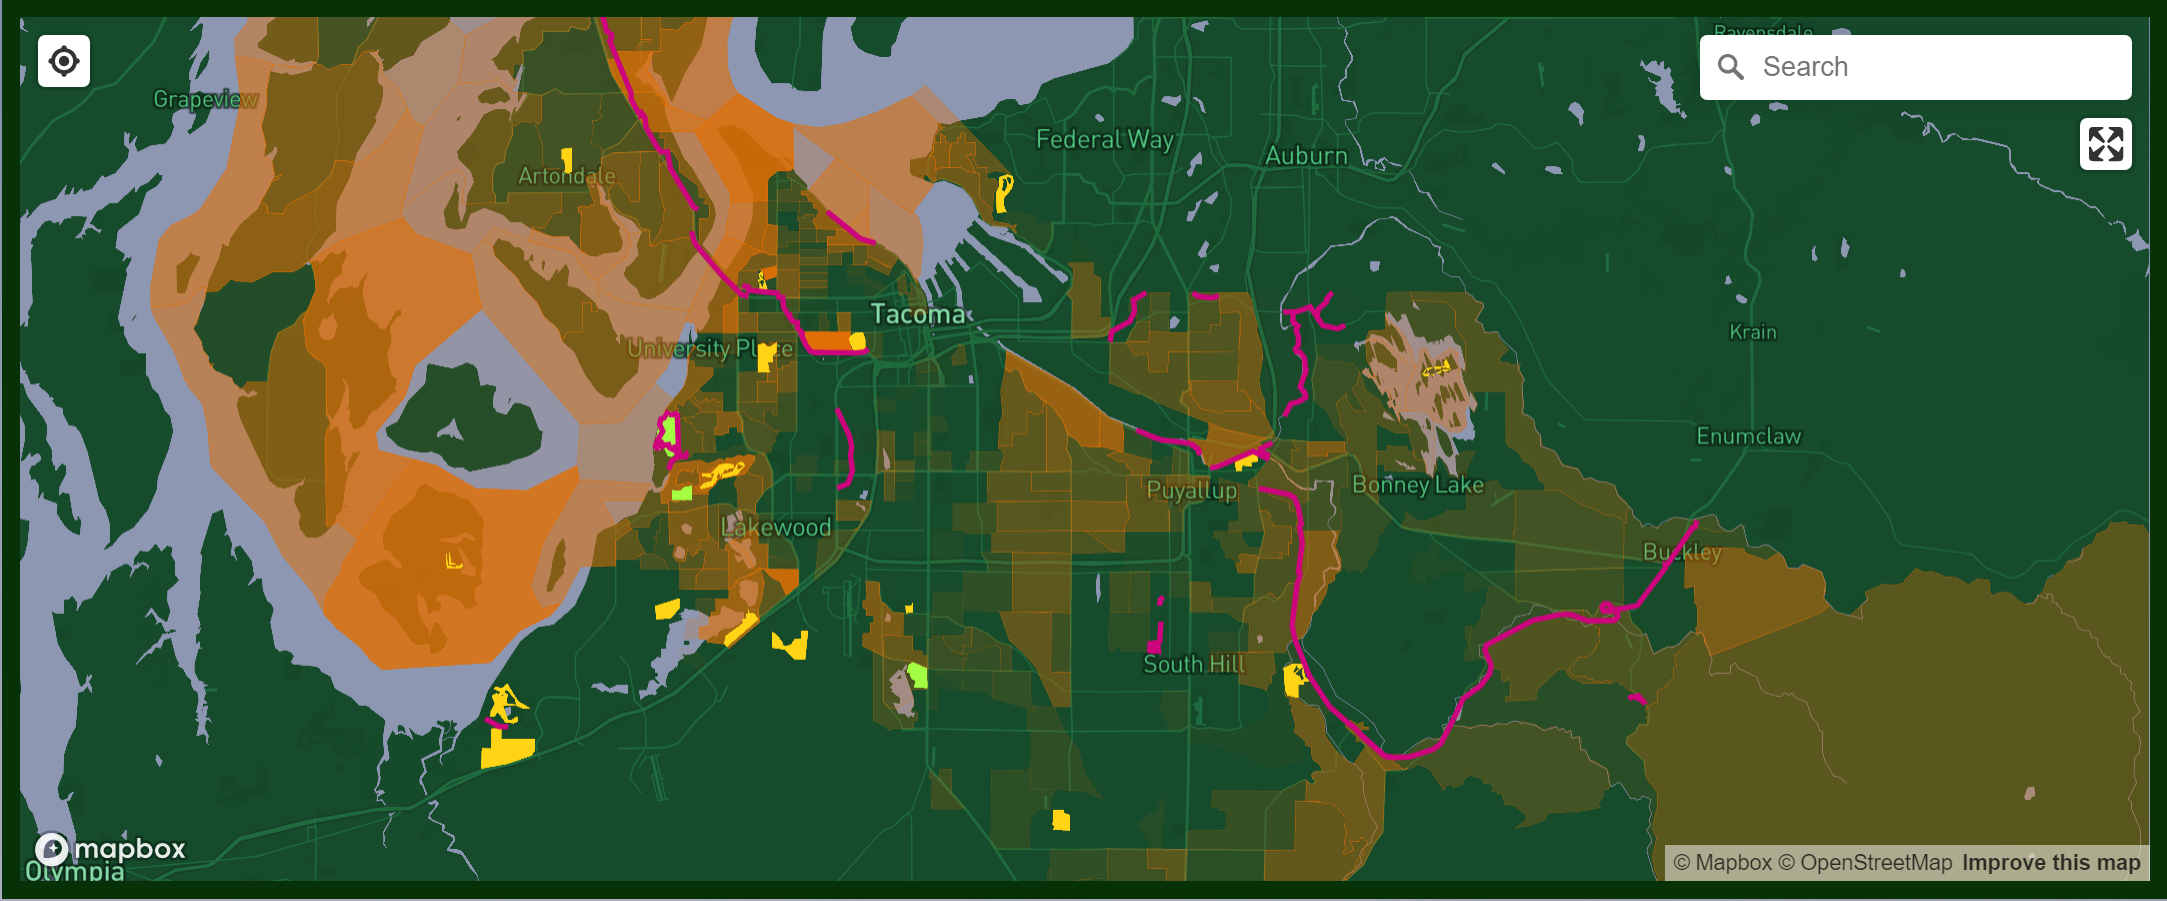 Ravensdale
Search
Grapeview
Federal Way
Auburn
Artondale
Tacoma
Krain
University Place
Enumclaw
Puyallup
Bonney Lake
Lakewood
Buckley
South Hill
mapbox
Olympia
© Mapbox © OpenStreetMap Improve this map